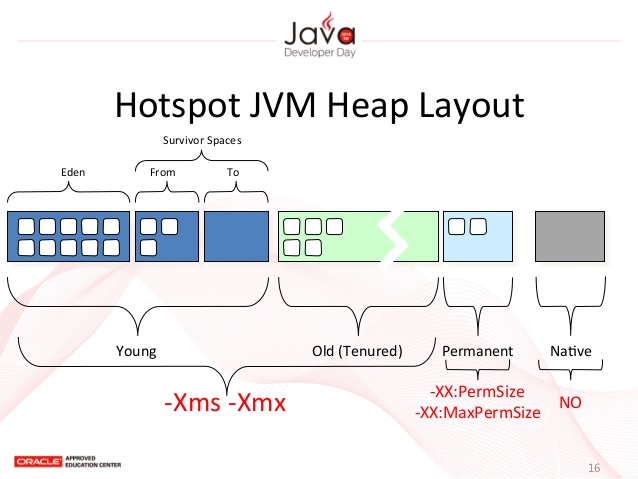 Java
Developer Day
Hotspot JVM Heap Layout
Survivor Spaces
Eden
From
To
Young
Old (Tenured)
Permanent
Native
-Xms -Xmx
-XX:PermSize
-XX:MaxPermSize
NO
ORACLE
APPROVED
EDUCATION CENTER
16